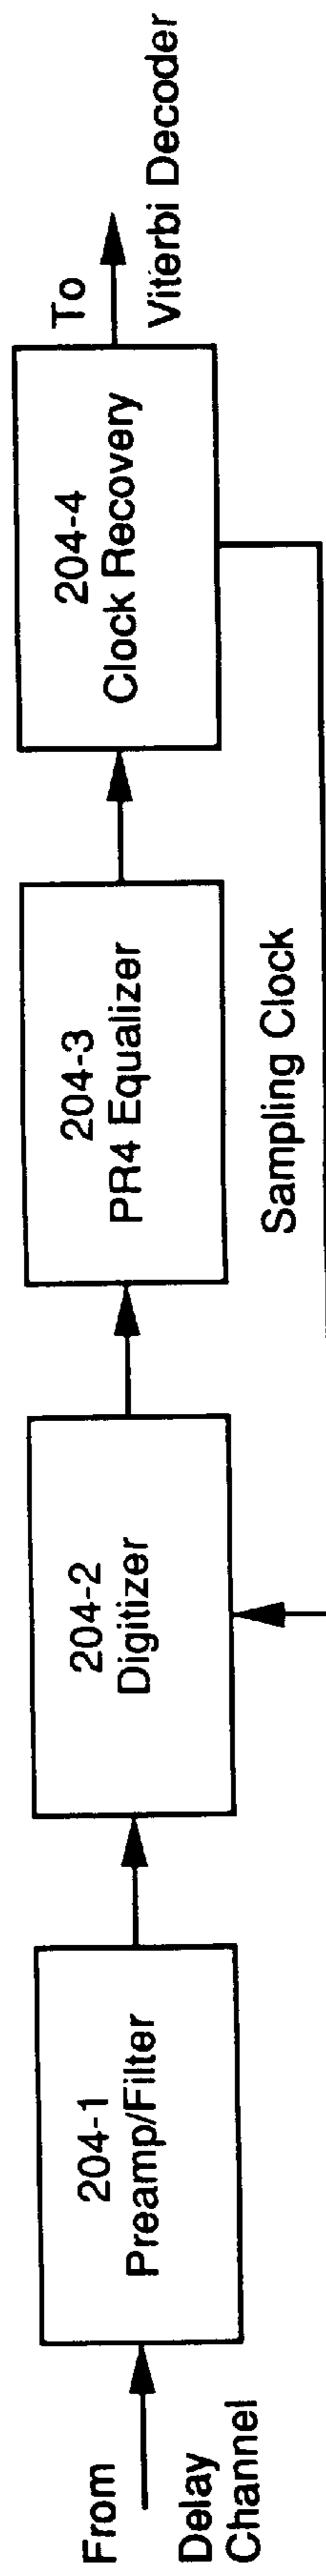 From
Delay
Channel
204-1
Preamp/Filter
204-2
Digitizer
204-3
PR4 Equalizer
204-4
Clock Recovery
To
Viterbi Decoder
Sampling Clock